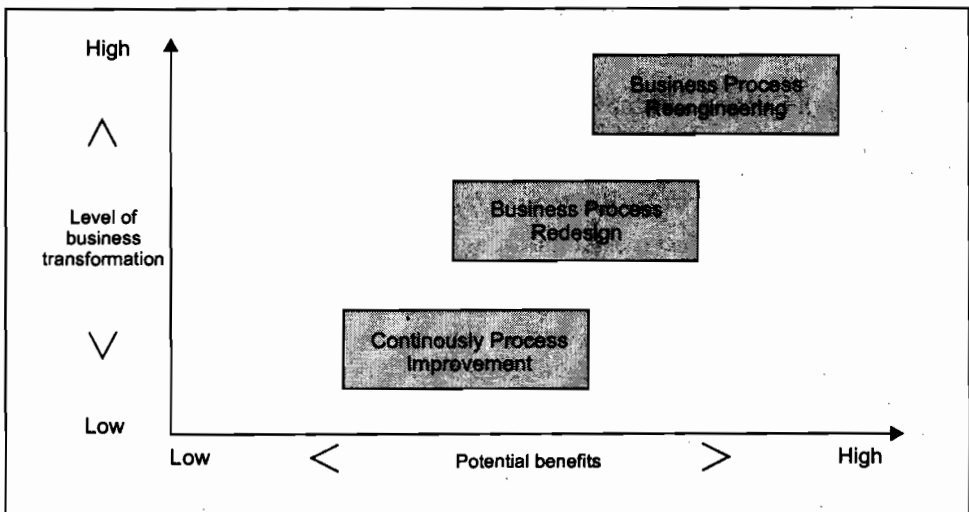 High
Business Process
Reengineering
Level of
business
transformation
Business Process
Redesign
Continously Process
Improvement
Low
Low
Potential benefits
High